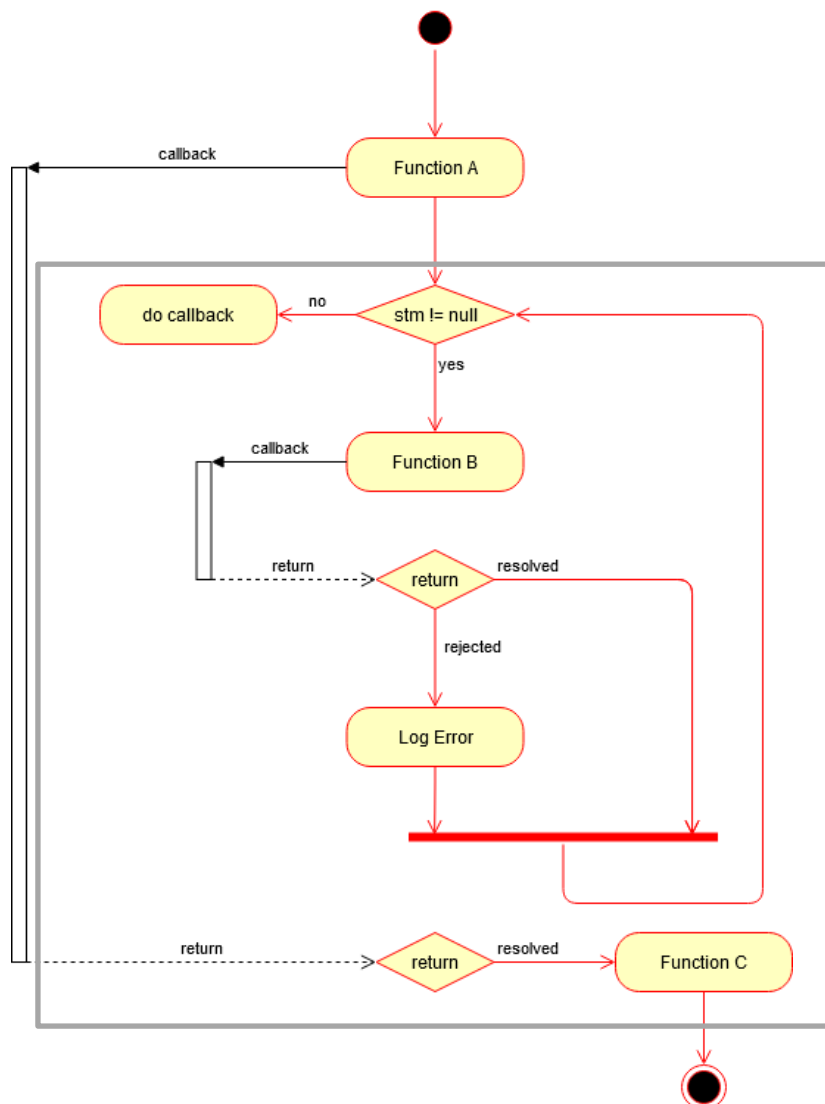 callback
Function A
do callback
no
stm != null
yes
callback
Function B
return
return
resolved
rejected
Log Error
return
return
resolved
Function C